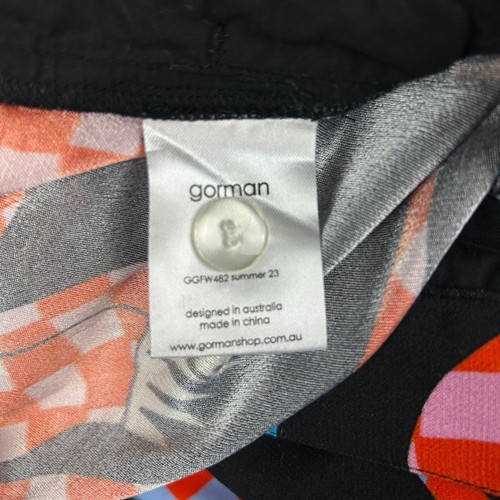 gorman
GGFW482 summer 23
designed in australia
made in china
www.gormanshop.com.au